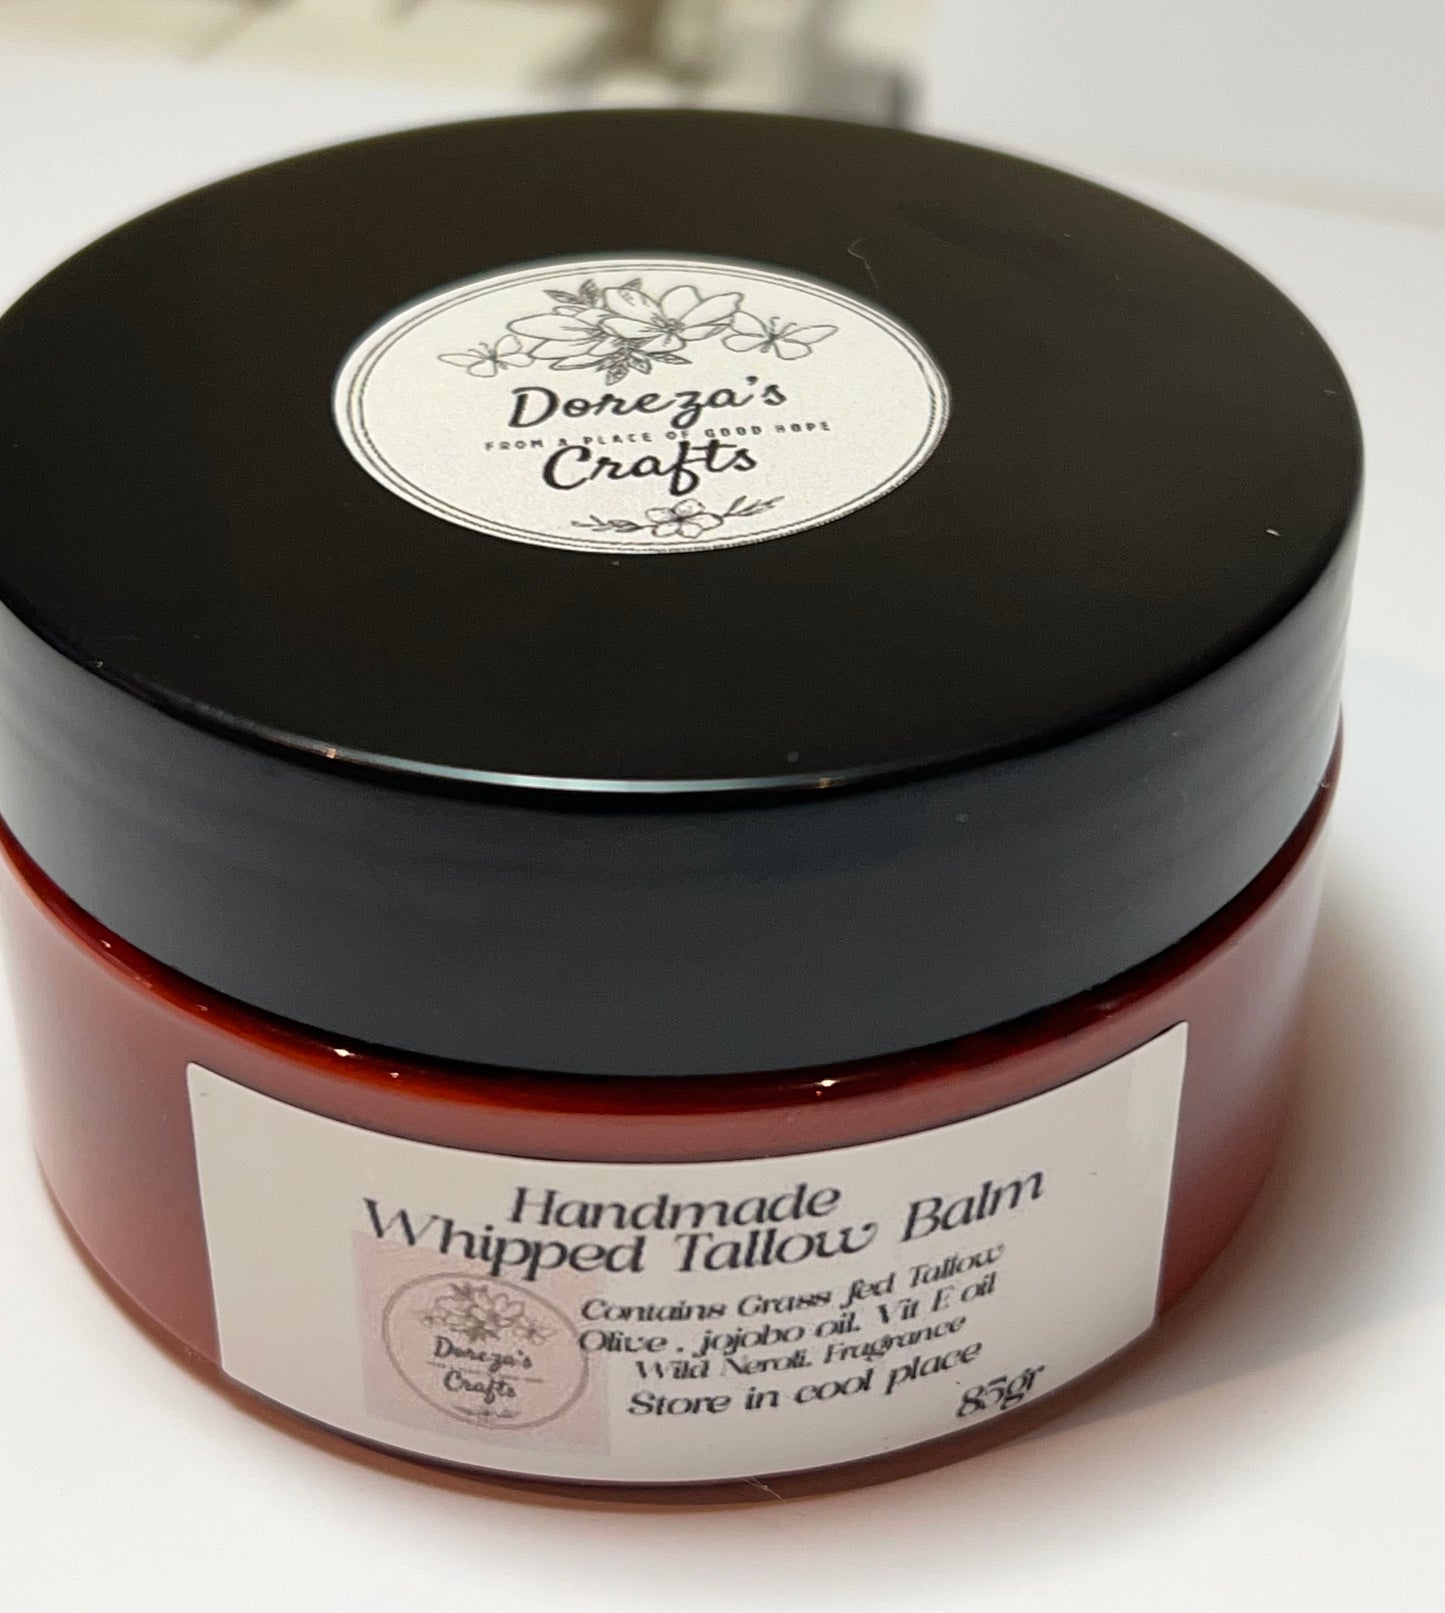 Doreza's
FROM A PLACE OF GOOD HOPE
Crafts
Handmade
Whipped Tallow Balm
Contains Grass fed Tallow
Olive . jojobo oil. Vit E oil
Wild Neroli. Fragrance
Store in cool place
85gr
Doreza's
Crafts